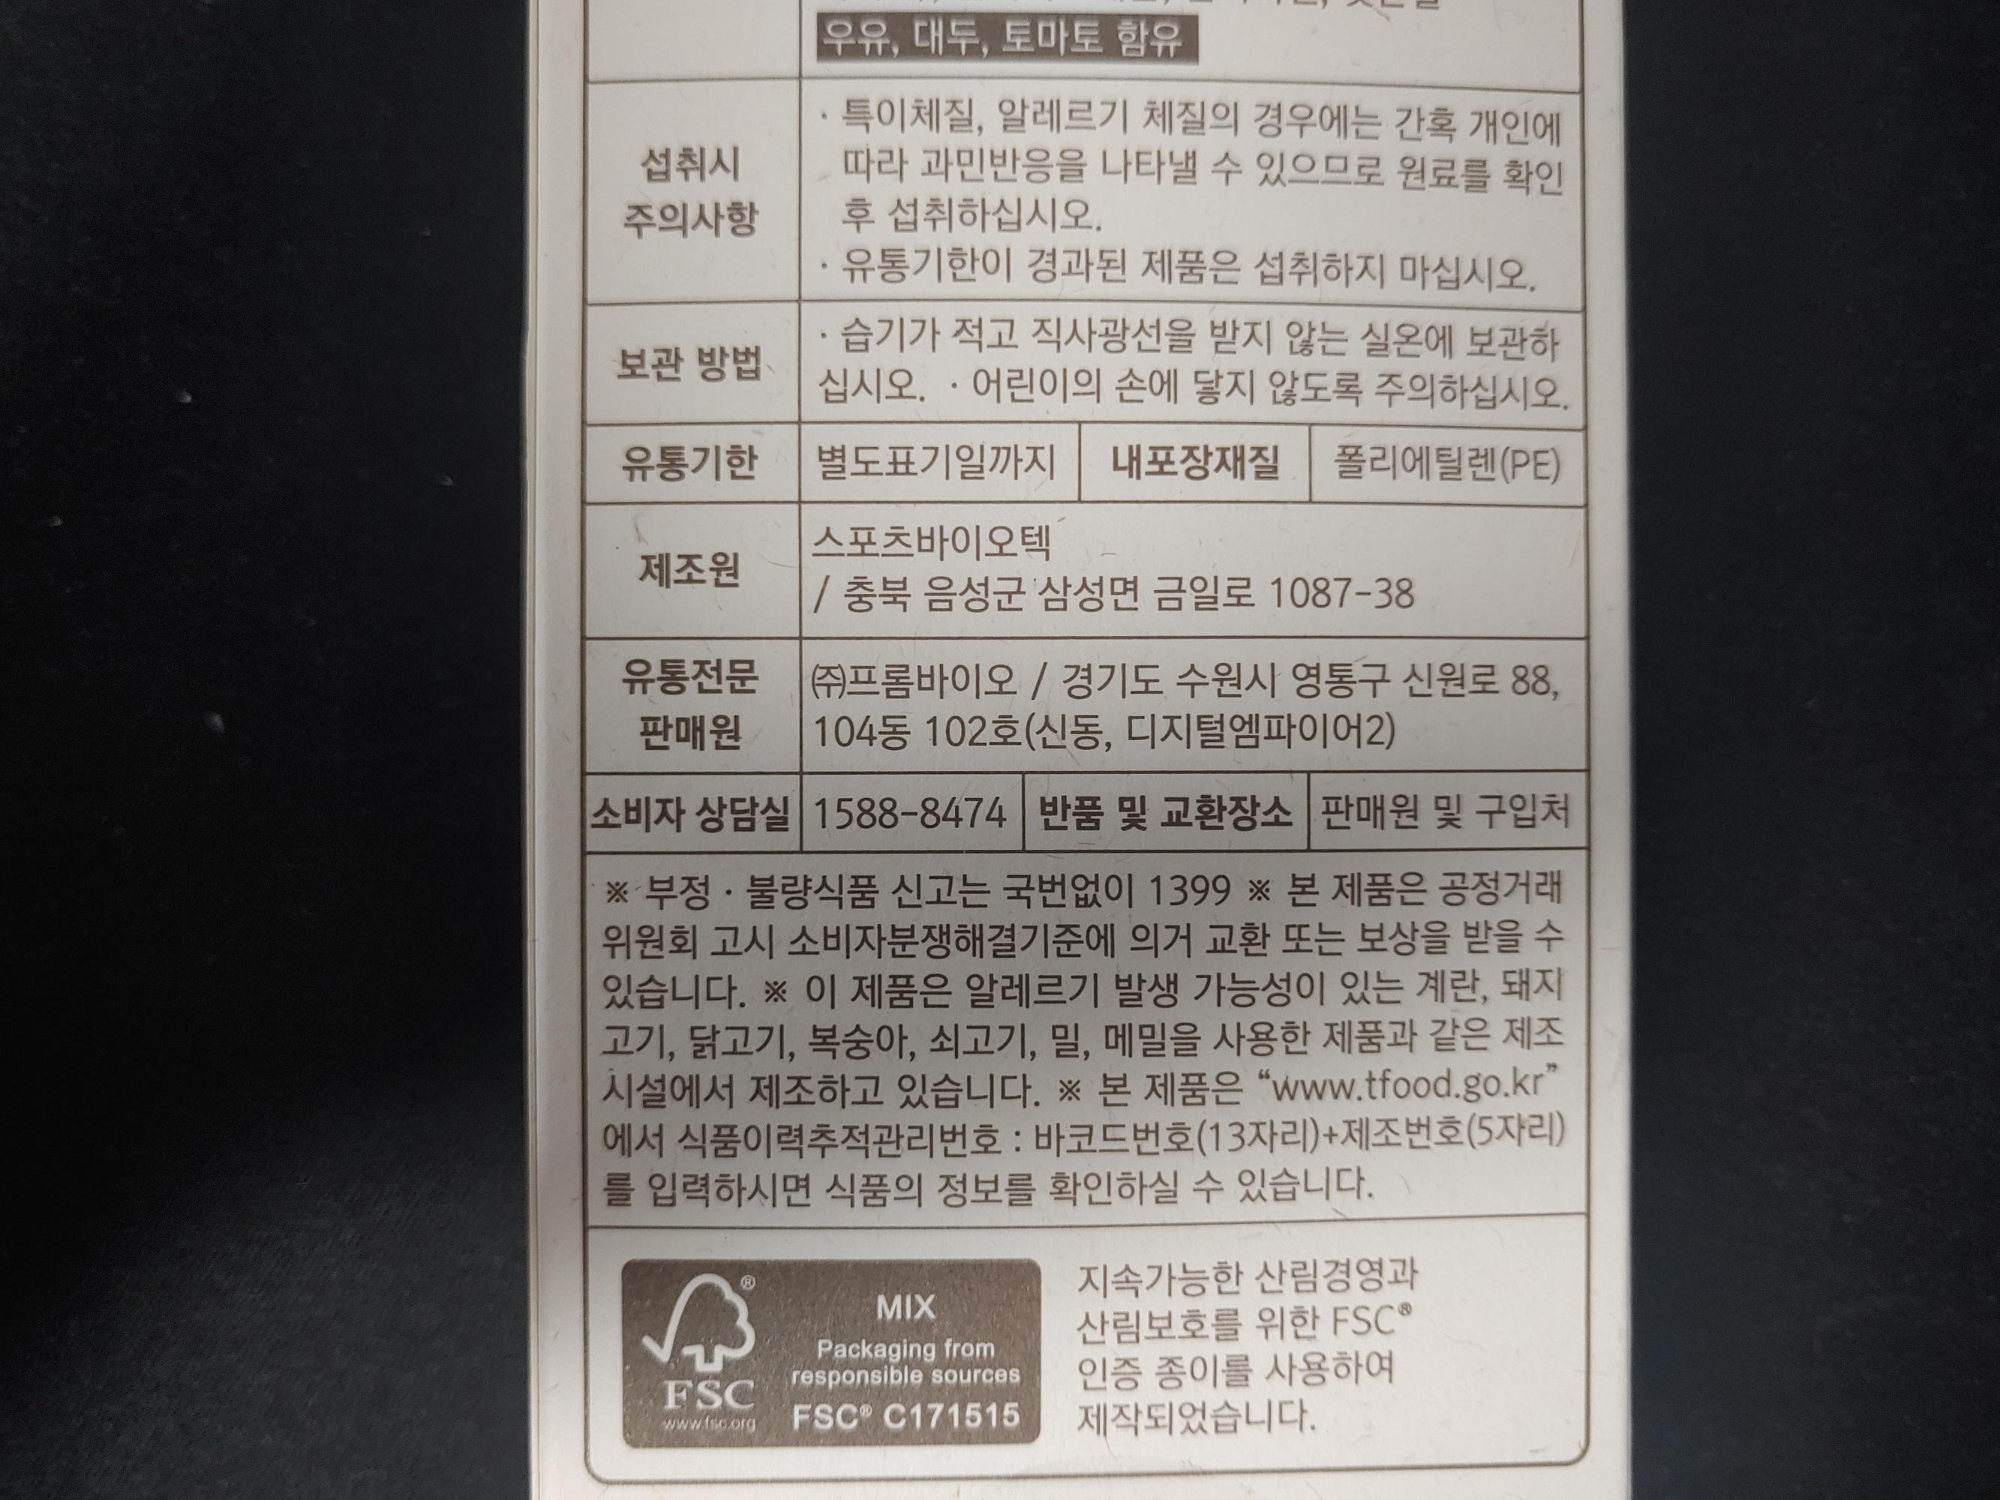 우유, 대두, 토마토 함유
섭취시
주의사항
· 특이체질, 알레르기 체질의 경우에는 간혹 개인에
따라 과민반응을 나타낼 수 있으므로 원료를 확인
후 섭취하십시오.
· 유통기한이 경과된 제품은 섭취하지 마십시오.
보관 방법
· 습기가 적고 직사광선을 받지 않는 실온에 보관하
십시오. · 어린이의 손에 닿지 않도록 주의하십시오.
유통기한 별도표기일까지 내포장재질 폴리에틸렌(PE)
제조원
스포츠바이오텍
/ 충북 음성군 삼성면 금일로 1087-38
유통전문
판매원
㈜프롬바이오 / 경기도 수원시 영통구 신원로 88,
104동 102호(신동, 디지털엠파이어2)
소비자 상담실 1588-8474 반품 및 교환장소 판매원 및 구입처
※ 부정 · 불량식품 신고는 국번없이 1399 ※ 본 제품은 공정거래
위원회 고시 소비자분쟁해결기준에 의거 교환 또는 보상을 받을 수
있습니다. ※ 이 제품은 알레르기 발생 가능성이 있는 계란, 돼지
고기, 닭고기, 복숭아, 쇠고기, 밀, 메밀을 사용한 제품과 같은 제조
시설에서 제조하고 있습니다. ※ 본 제품은 “www.tfood.go.kr”
에서 식품이력추적관리번호 : 바코드번호(13자리)+제조번호(5자리)
를 입력하시면 식품의 정보를 확인하실 수 있습니다.
®
FSC
www.fsc.org
MIX
Packaging from
responsible sources
FSC® C171515
지속가능한 산림경영과
산림보호를 위한 FSC®
인증 종이를 사용하여
제작되었습니다.